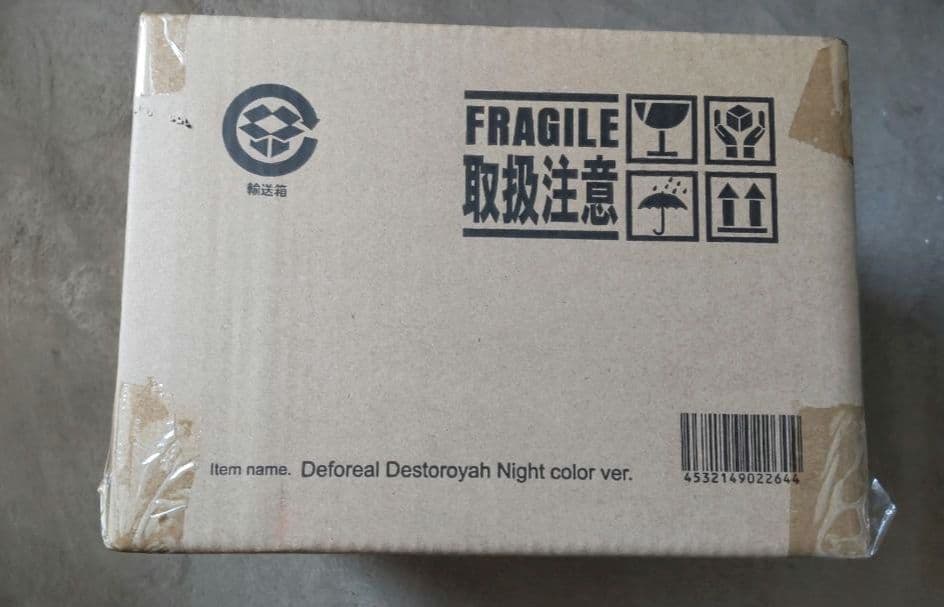 輸送箱
FRAGILE
取扱注意
Item name. Deforeal Destoroyah Night color ver.
4532149022644